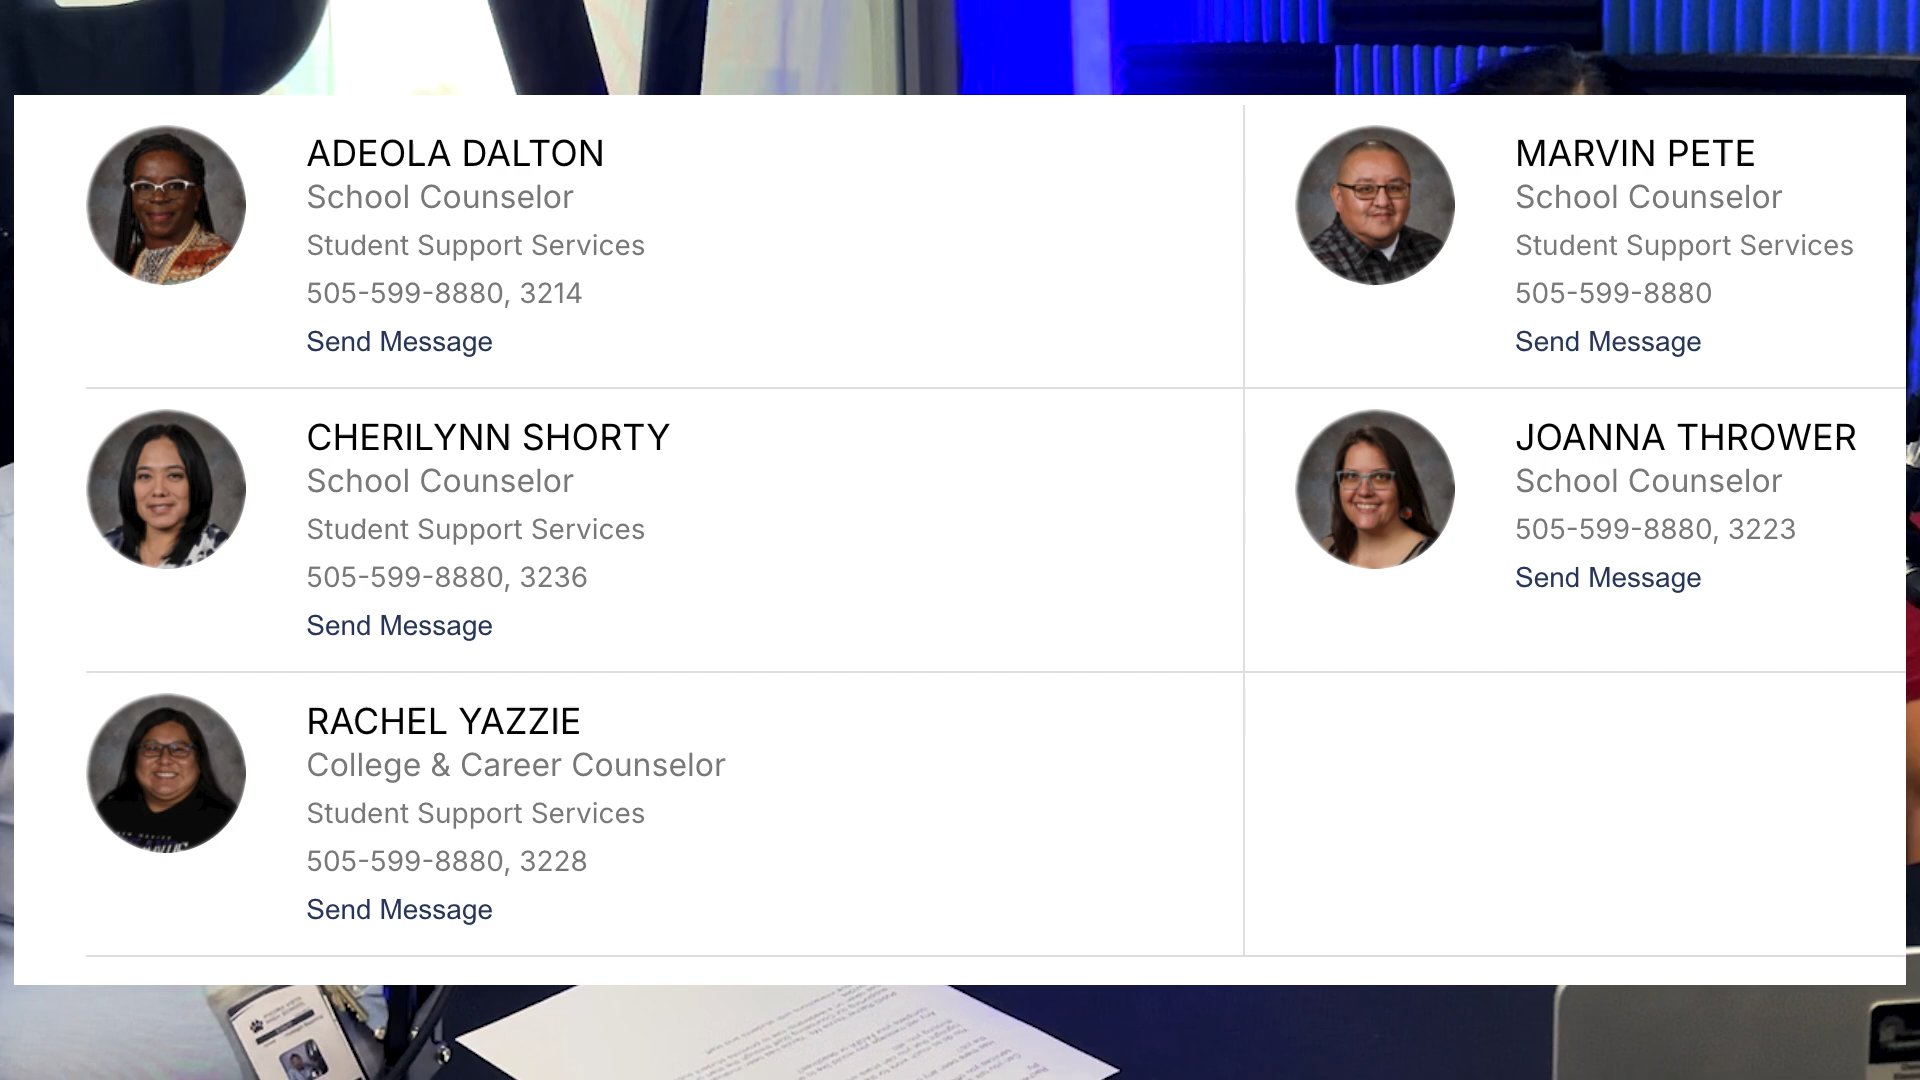 ADEOLA DALTON
School Counselor
Student Support Services
505-599-8880, 3214
Send Message
MARVIN PETE
School Counselor
Student Support Services
505-599-8880
Send Message
CHERILYNN SHORTY
School Counselor
Student Support Services
505-599-8880, 3236
Send Message
JOANNA THROWER
School Counselor
505-599-8880, 3223
Send Message
RACHEL YAZZIE
College & Career Counselor
Student Support Services
505-599-8880, 3228
Send Message